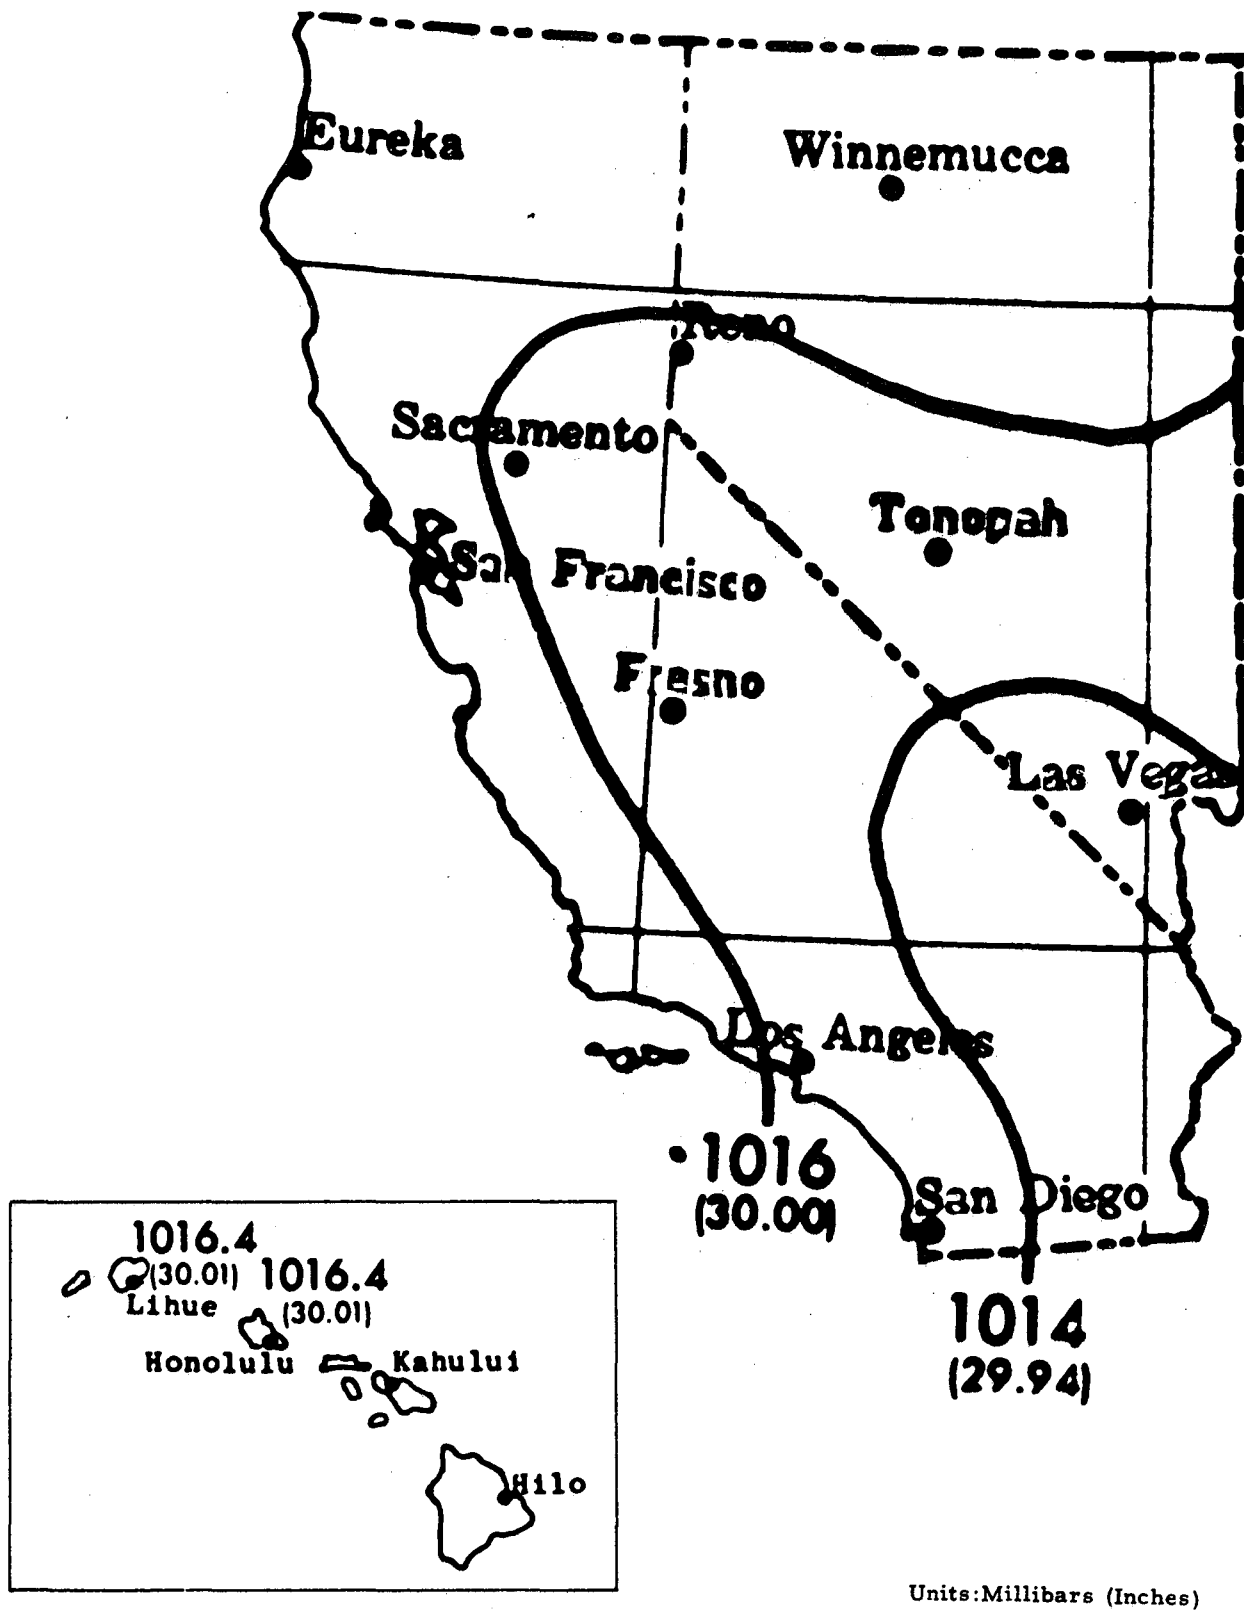 Eureka
Winnemucca
Reno
Sacramento
Tonopah
San Francisco
Fresno
Las Vegas
Los Angeles
1016
(30.00)
San Diego
1014
(29.94)
1016.4
(30.01)
Lihue
1016.4
(30.01)
Honolulu
Kahului
Hilo
Units:Millibars (Inches)